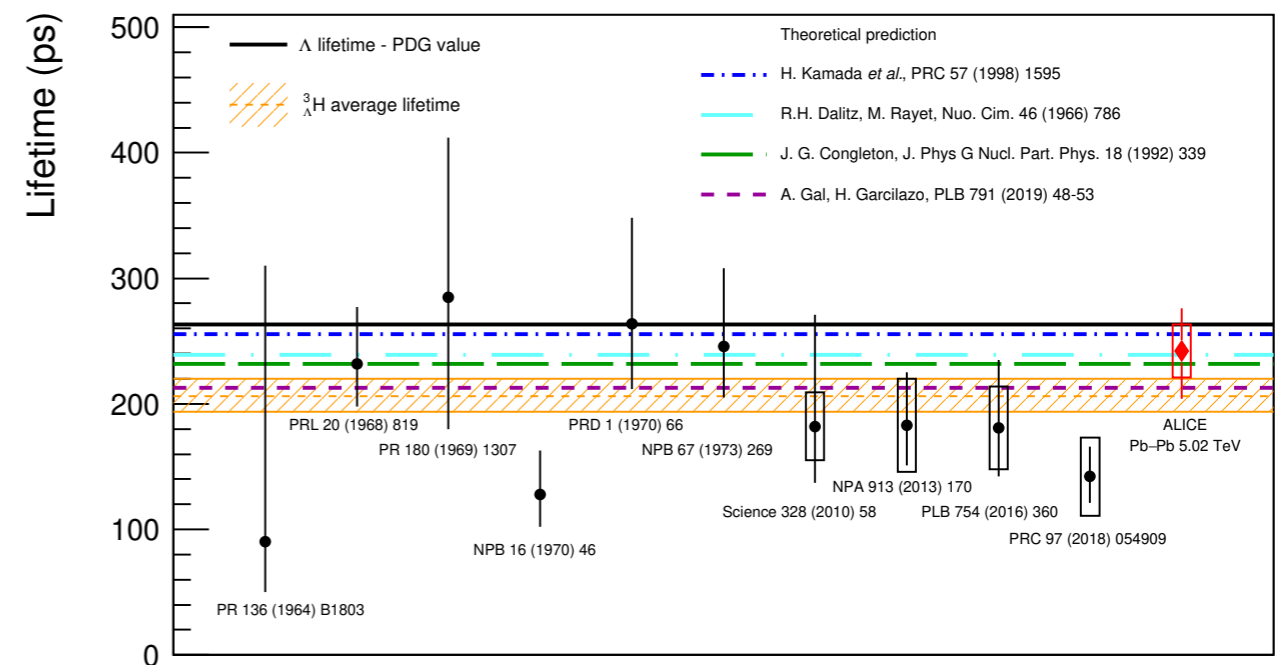 Lifetime (ps)
500
400
300
200
100
0
Λ lifetime - PDG value
³ΛH average lifetime
Theoretical prediction
H. Kamada et al., PRC 57 (1998) 1595
R.H. Dalitz, M. Rayet, Nuo. Cim. 46 (1966) 786
J. G. Congleton, J. Phys G Nucl. Part. Phys. 18 (1992) 339
A. Gal, H. Garcilazo, PLB 791 (2019) 48-53
PR 136 (1964) B1803
PRL 20 (1968) 819
PR 180 (1969) 1307
NPB 16 (1970) 46
PRD 1 (1970) 66
NPB 67 (1973) 269
Science 328 (2010) 58
NPA 913 (2013) 170
PLB 754 (2016) 360
PRC 97 (2018) 054909
ALICE
Pb–Pb 5.02 TeV